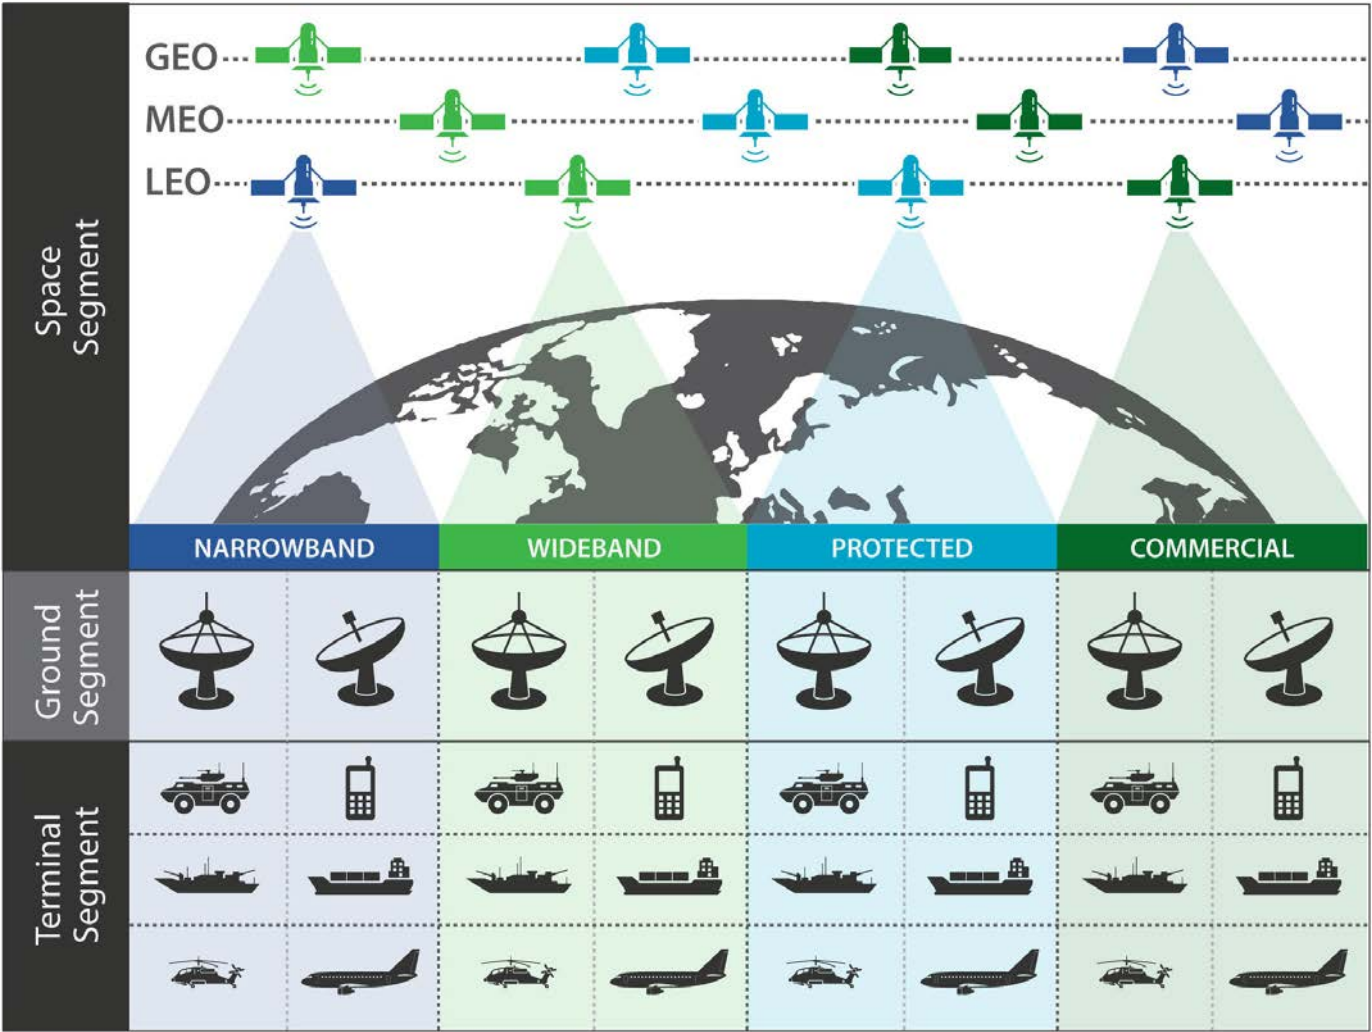 GEO
MEO
LEO
Space
Segment
NARROWBAND
WIDEBAND
PROTECTED
COMMERCIAL
Ground
Segment
Terminal
Segment